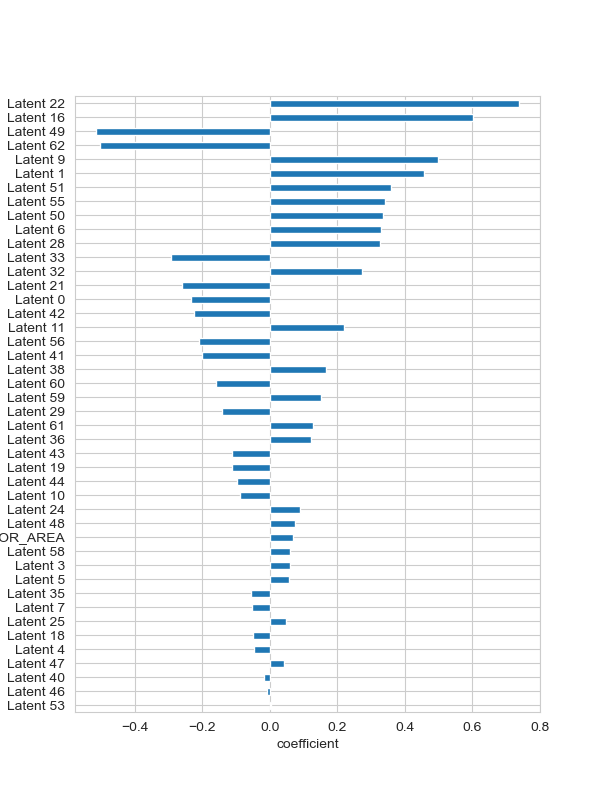 Latent 22
Latent 16
Latent 49
Latent 62
Latent 9
Latent 1
Latent 51
Latent 55
Latent 50
Latent 6
Latent 28
Latent 33
Latent 32
Latent 21
Latent 0
Latent 42
Latent 11
Latent 56
Latent 41
Latent 38
Latent 60
Latent 59
Latent 29
Latent 61
Latent 36
Latent 43
Latent 19
Latent 44
Latent 10
Latent 24
Latent 48
OR_AREA
Latent 58
Latent 3
Latent 5
Latent 35
Latent 7
Latent 25
Latent 18
Latent 4
Latent 47
Latent 40
Latent 46
Latent 53
−0.4 −0.2 0.0 0.2 0.4 0.6 0.8
coefficient